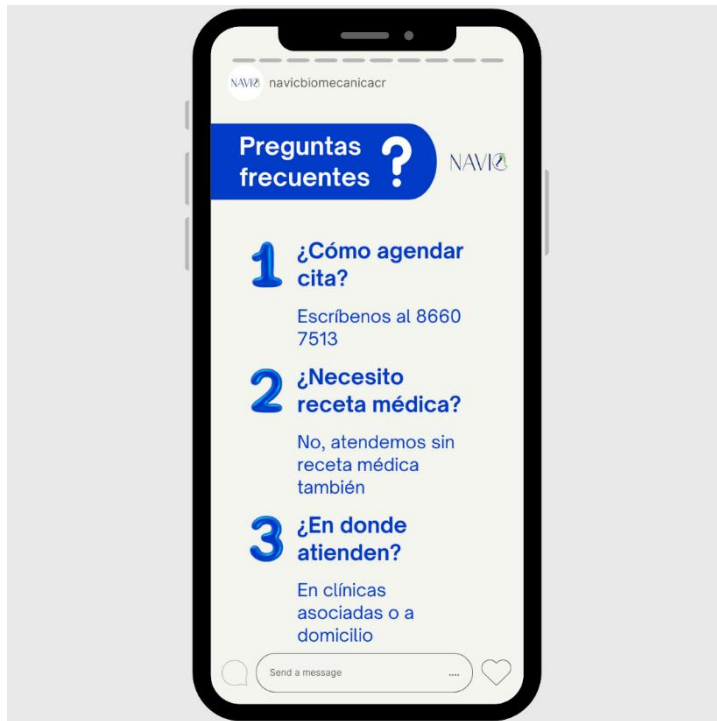 NAVIC navicbiomecanicacr
Preguntas
frecuentes ?
NAVIC
1 ¿Cómo agendar
cita?
Escríbenos al 8660
7513
2 ¿Necesito
receta médica?
No, atendemos sin
receta médica
también
3 ¿En donde
atienden?
En clínicas
asociadas o a
domicilio
Send a message ....